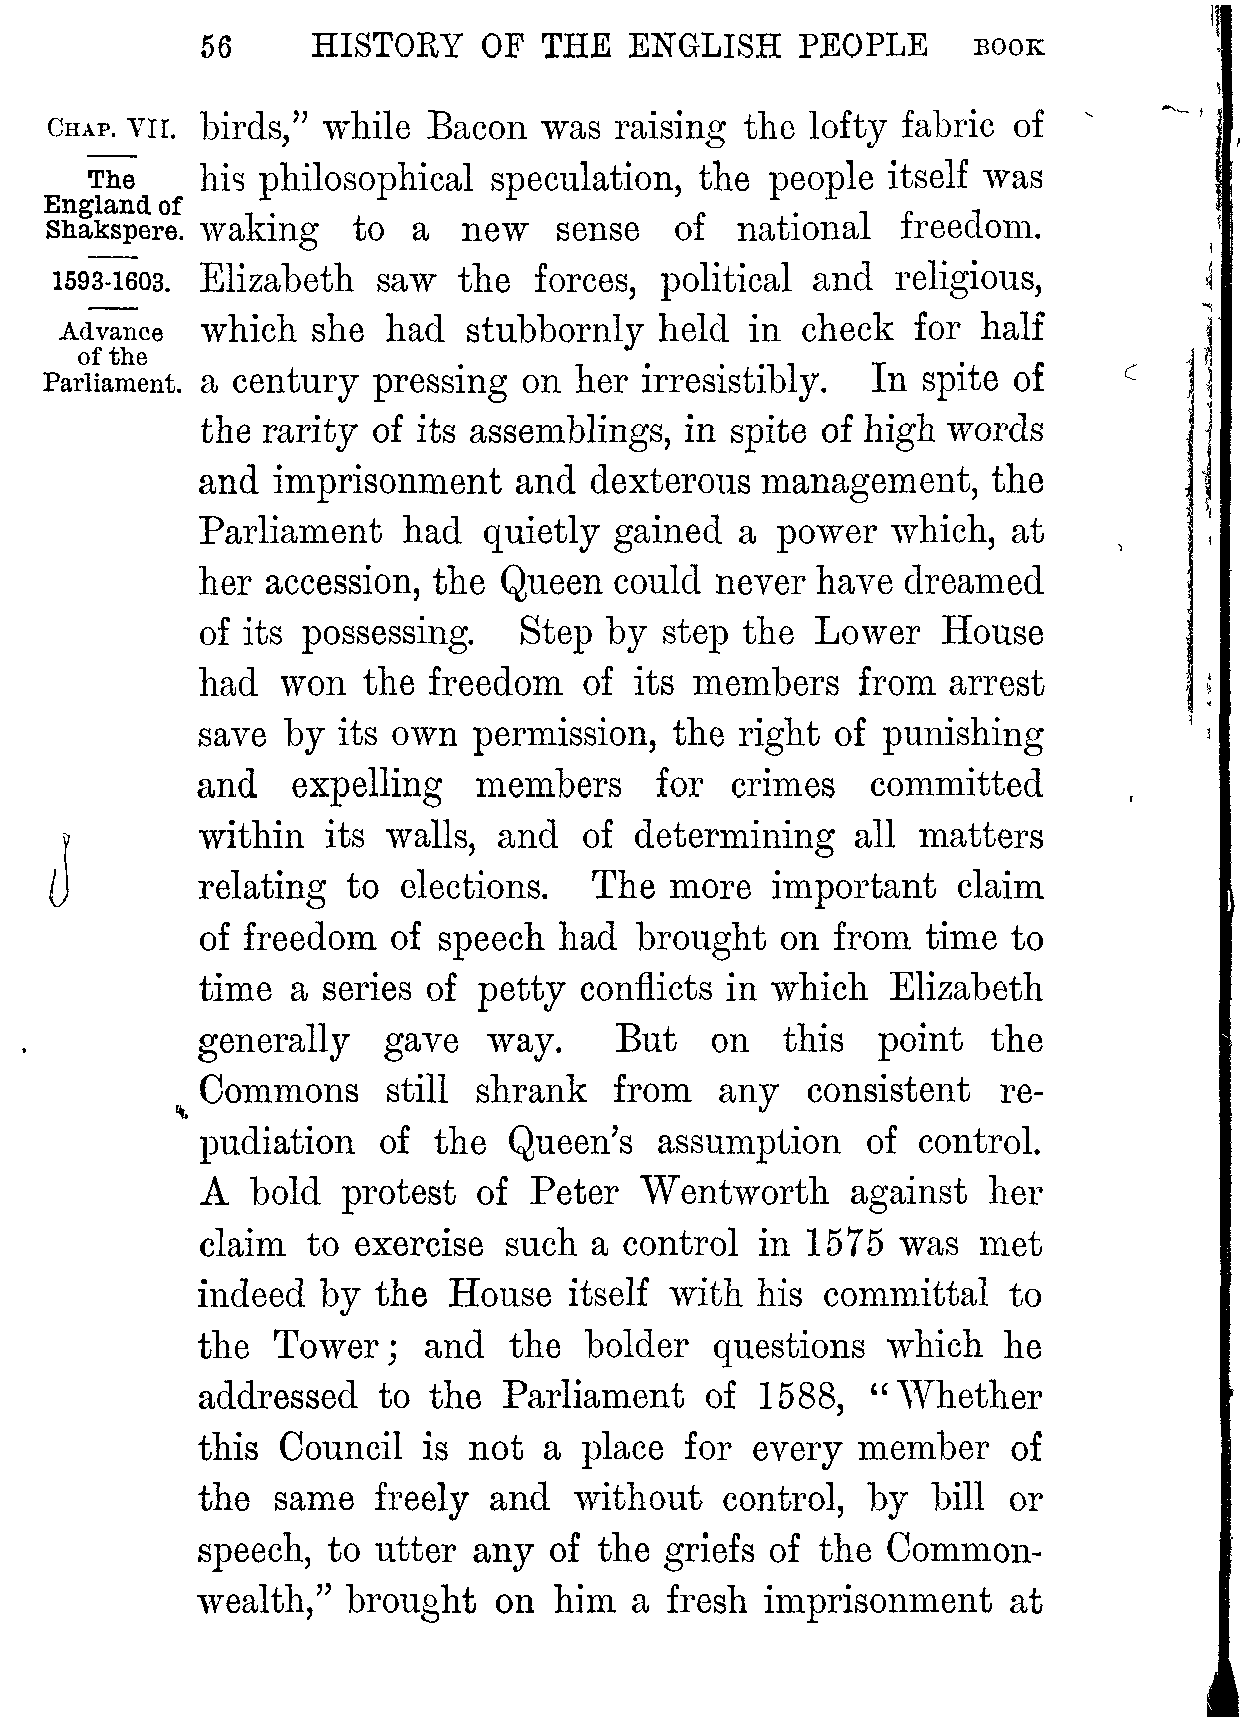 56 HISTORY OF THE ENGLISH PEOPLE BOOK
CHAP. VII.
The
England of
Shakspere.
1593-1603.
Advance
of the
Parliament.
birds,” while Bacon was raising the lofty fabric of
his philosophical speculation, the people itself was
waking to a new sense of national freedom.
Elizabeth saw the forces, political and religious,
which she had stubbornly held in check for half
a century pressing on her irresistibly. In spite of
the rarity of its assemblings, in spite of high words
and imprisonment and dexterous management, the
Parliament had quietly gained a power which, at
her accession, the Queen could never have dreamed
of its possessing. Step by step the Lower House
had won the freedom of its members from arrest
save by its own permission, the right of punishing
and expelling members for crimes committed
within its walls, and of determining all matters
relating to elections. The more important claim
of freedom of speech had brought on from time to
time a series of petty conflicts in which Elizabeth
generally gave way. But on this point the
Commons still shrank from any consistent re-
pudiation of the Queen’s assumption of control.
A bold protest of Peter Wentworth against her
claim to exercise such a control in 1575 was met
indeed by the House itself with his committal to
the Tower; and the bolder questions which he
addressed to the Parliament of 1588, “Whether
this Council is not a place for every member of
the same freely and without control, by bill or
speech, to utter any of the griefs of the Common-
wealth,” brought on him a fresh imprisonment at